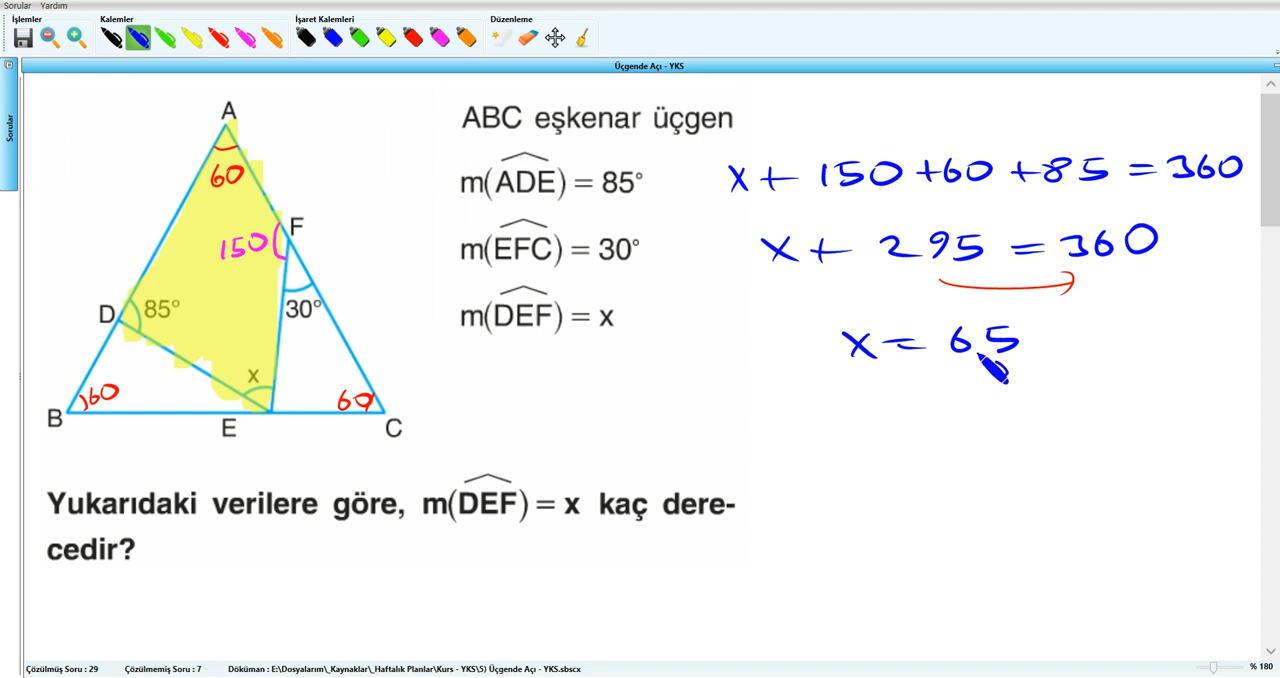 Sorular Yardım
İşlemler Kalemler İşaret Kalemleri Düzenleme
Üçgende Açı - YKS
Sorular
A
60
F
150
D 85° 30°
x
60 60
B E C
ABC eşkenar üçgen
m(ADE) = 85°
m(EFC) = 30°
m(DEF) = x
x + 150 + 60 + 85 = 360
x + 295 = 360
x = 65
Yukarıdaki verilere göre, m(DEF) = x kaç dere-
cedir?
Çözülmüş Soru : 29 Çözülmemiş Soru : 7 Döküman : E:\Dosyalarım\_Kaynaklar\_Haftalık Planlar\Kurs - YKS\5) Üçgende Açı - YKS.sbscx % 180